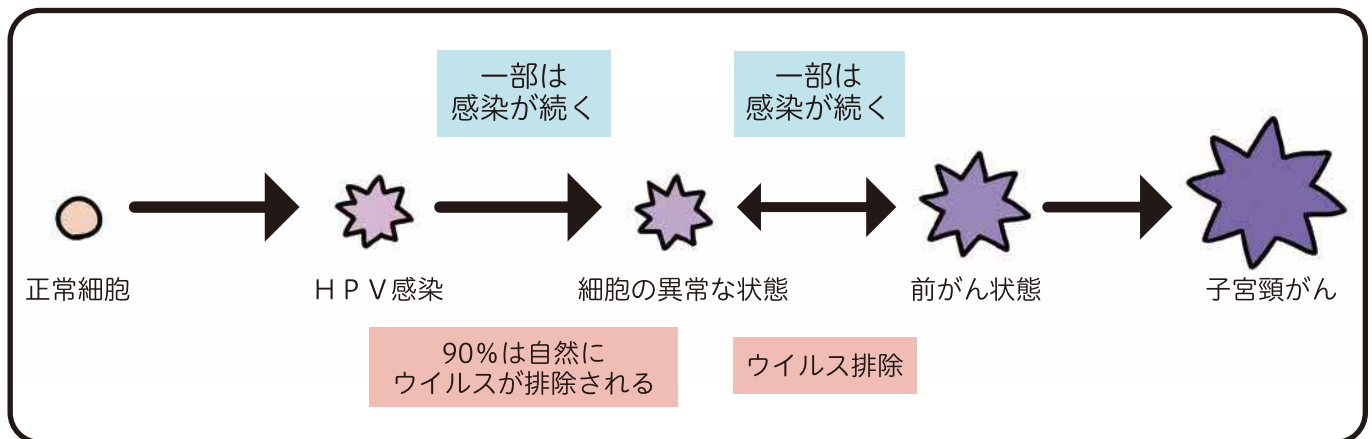 一部は
感染が続く
一部は
感染が続く
正常細胞
ＨＰＶ感染
細胞の異常な状態
前がん状態
子宮頸がん
90％は自然に
ウイルスが排除される
ウイルス排除